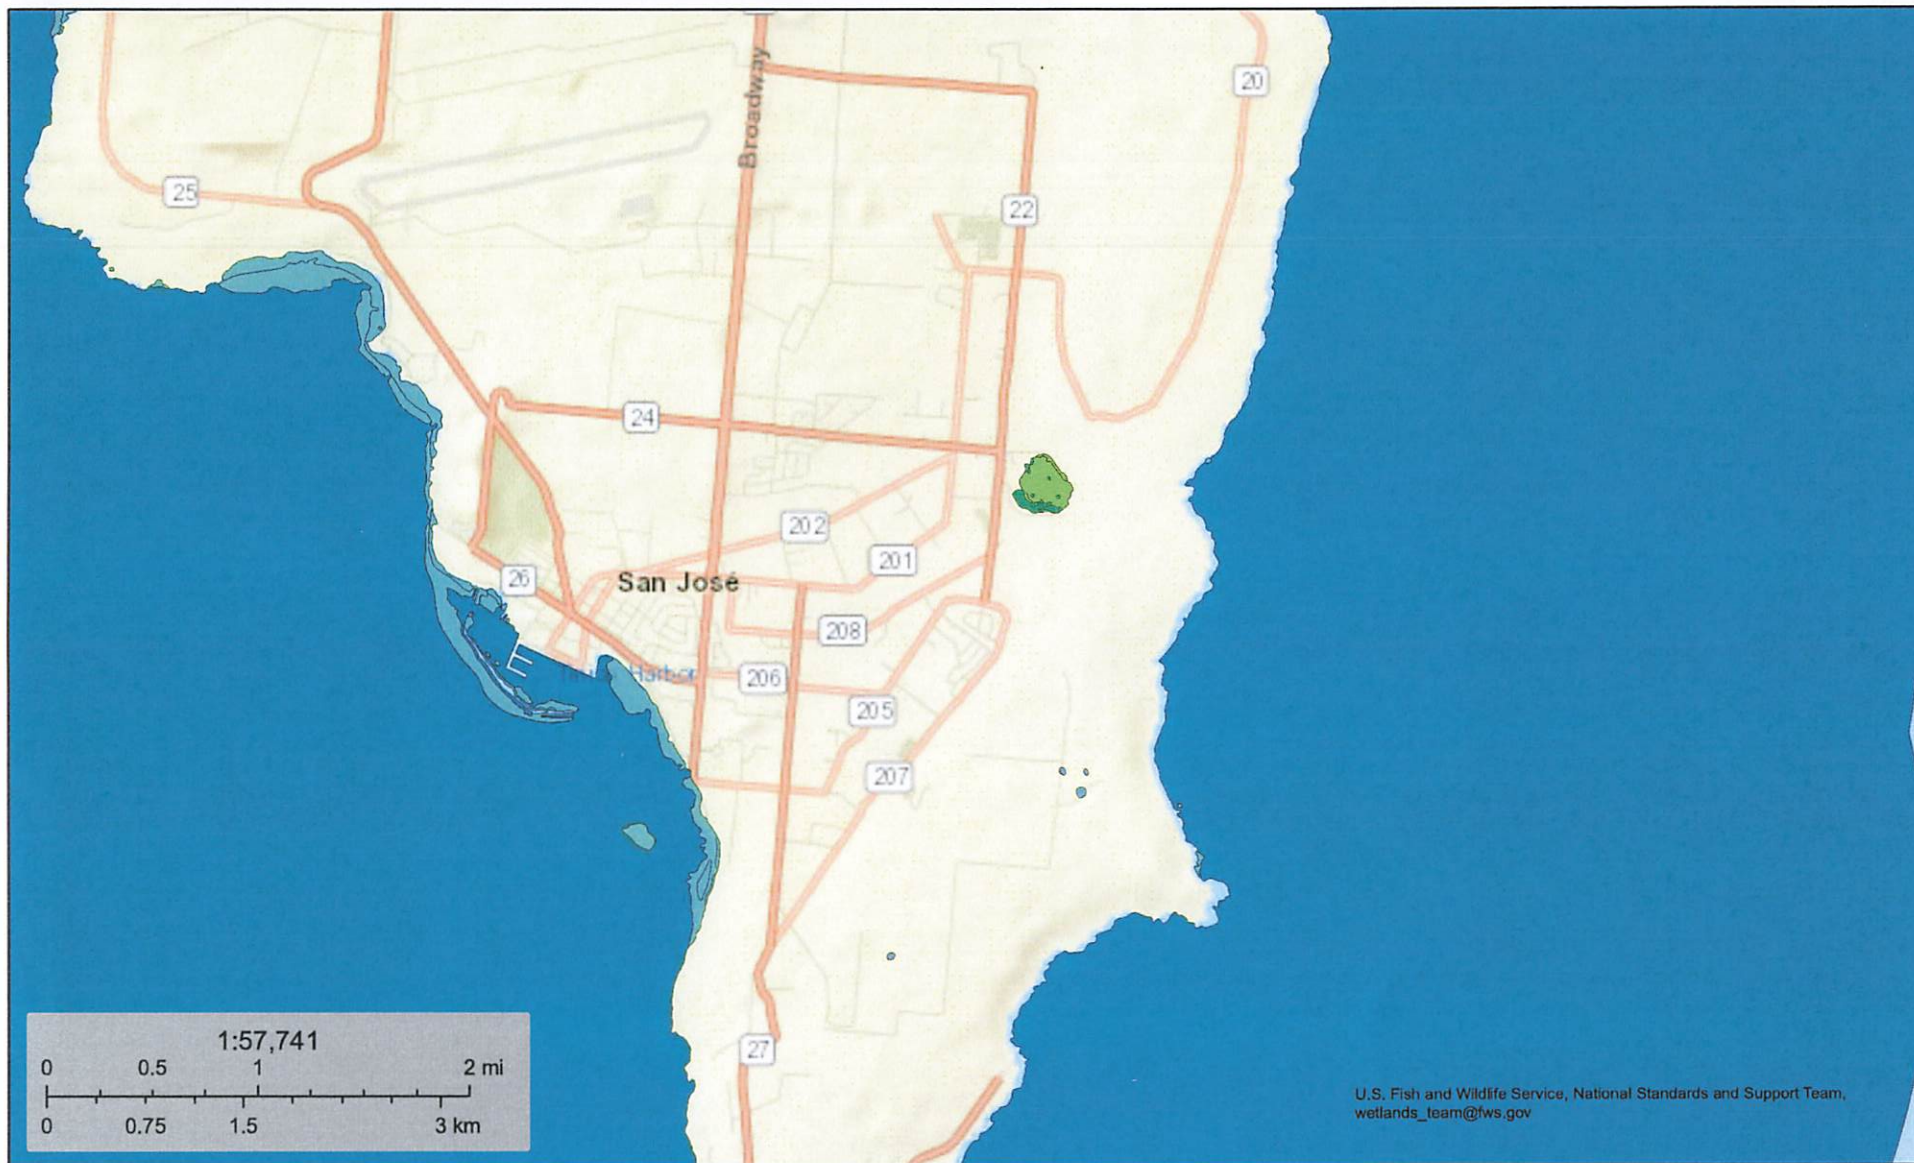 Broadway
20
25
22
24
202
201
26
San José
208
Harbor
206
205
207
27
1:57,741
0 0.5 1 2 mi
0 0.75 1.5 3 km
U.S. Fish and Wildlife Service, National Standards and Support Team,
wetlands_team@fws.gov